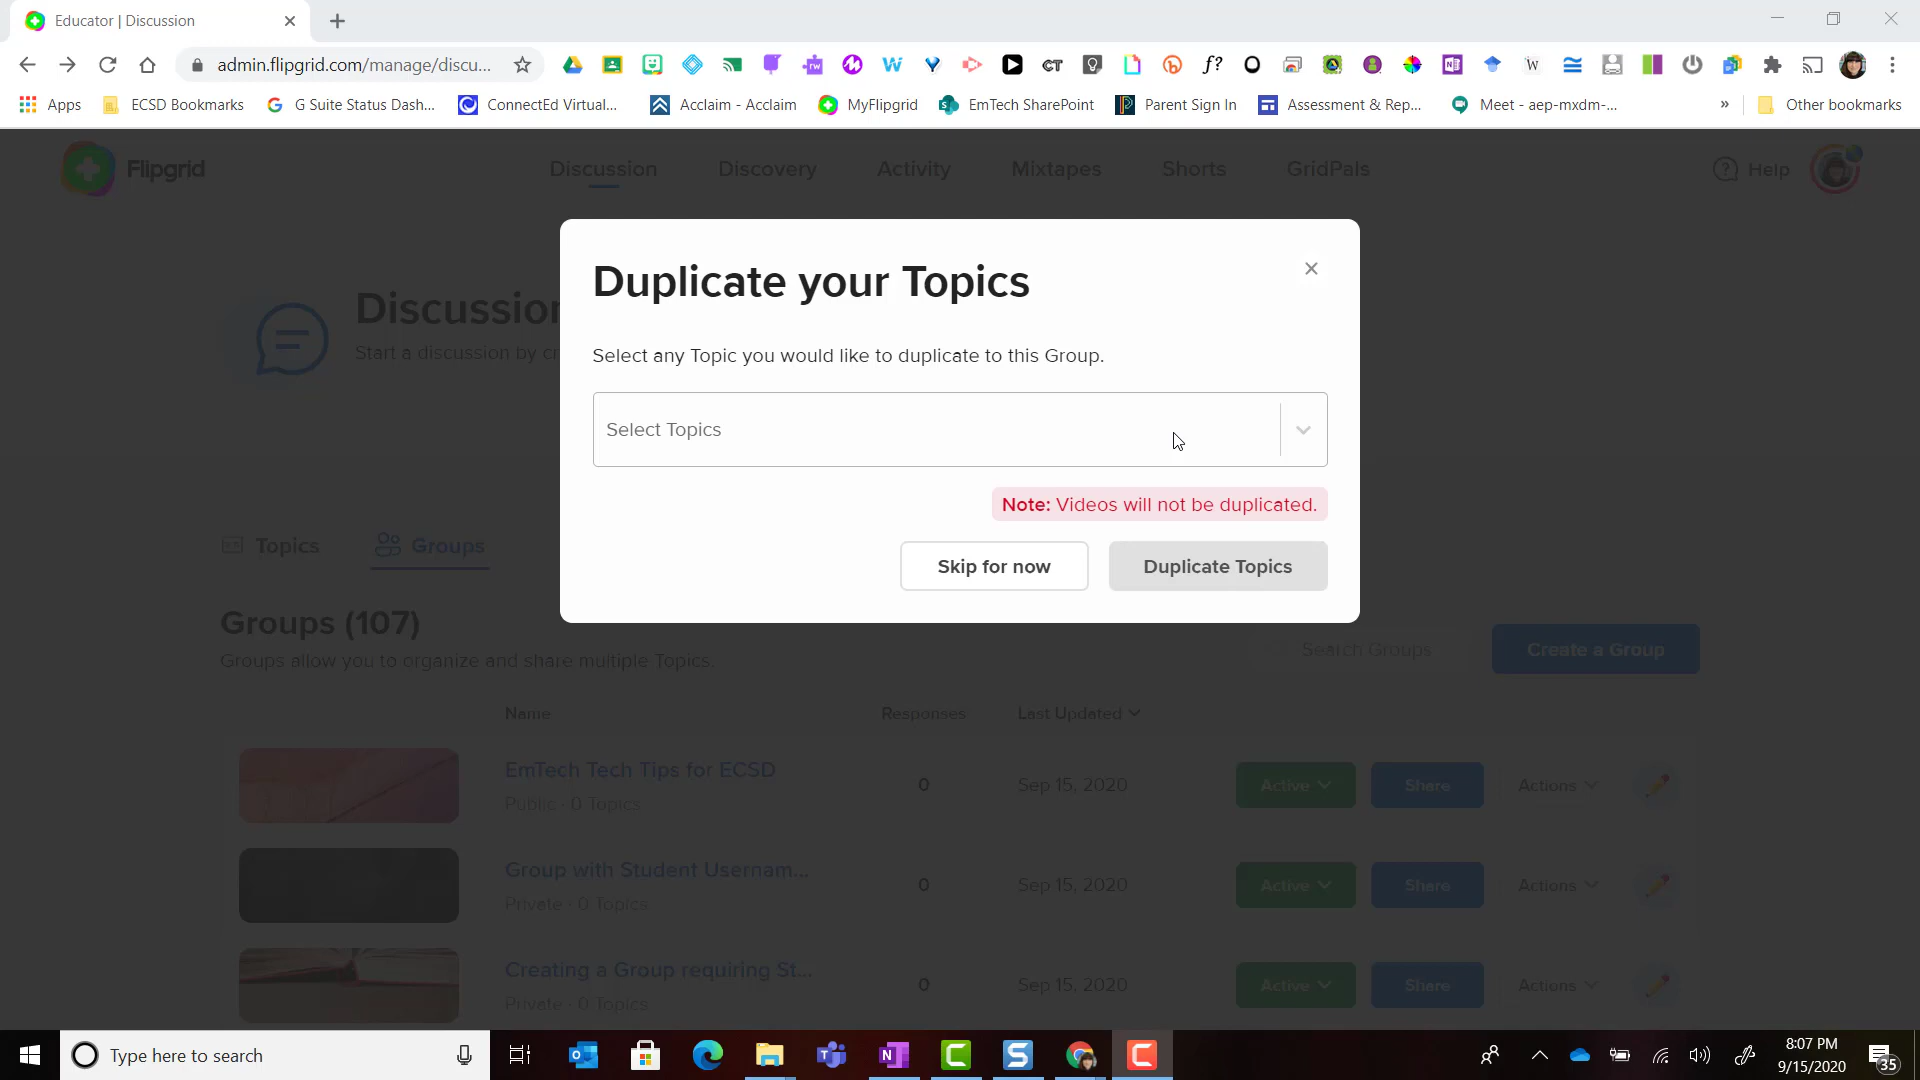 Educator | Discussion
admin.flipgrid.com/manage/discu...
Apps ECSD Bookmarks G Suite Status Dash... ConnectEd Virtual... Acclaim - Acclaim MyFlipgrid EmTech SharePoint Parent Sign In Assessment & Rep... Meet - aep-mxdm-... » Other bookmarks
Flipgrid Discussion Discovery Activity Mixtapes Shorts GridPals Help
Duplicate your Topics
Discussion
Start a discussion by cr
Select any Topic you would like to duplicate to this Group.
Select Topics
Note: Videos will not be duplicated.
Skip for now Duplicate Topics
Topics Groups
Groups (107)
Groups allow you to organize and share multiple Topics.
Search Groups Create a Group
Name Responses Last Updated
EmTech Tech Tips for ECSD 0 Sep 15, 2020 Active Share Actions
Public · 0 Topics
Group with Student Usernam... 0 Sep 15, 2020 Active Share Actions
Private · 0 Topics
Creating a Group requiring St... 0 Sep 15, 2020 Active Share Actions
Private · 0 Topics
Type here to search
8:07 PM
9/15/2020
35